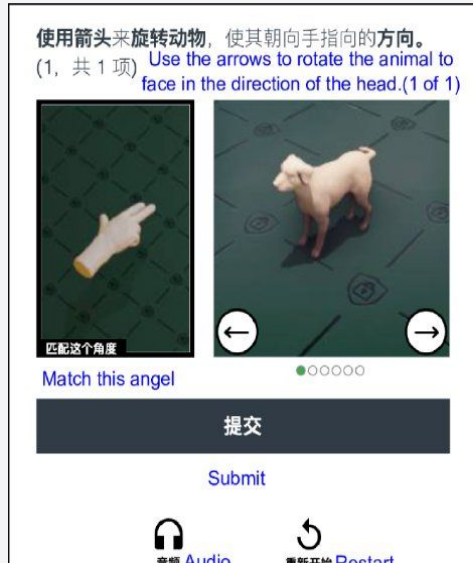 使用箭头来旋转动物，使其朝向手指向的方向。
(1，共 1 项) Use the arrows to rotate the animal to
face in the direction of the head.(1 of 1)
匹配这个角度
Match this angel
提交
Submit
音频 Audio 重新开始 Restart